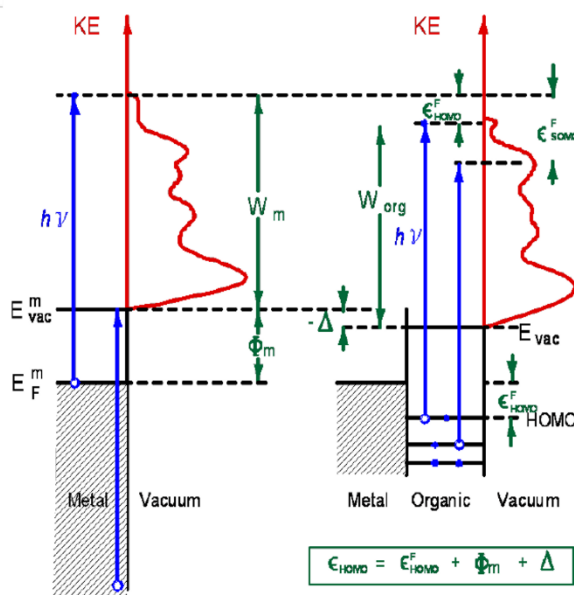 KE
KE
ϵ^F_HOMO
ϵ^F_SOMO
W_m
W_org
hν
hν
E^m_vac
-Δ
E_vac
Φ_m
E^m_F
ϵ^F_HOMO
HOMO
Metal Vacuum
Metal Organic Vacuum
ϵ_HOMO = ϵ^F_HOMO + Φ_m + Δ